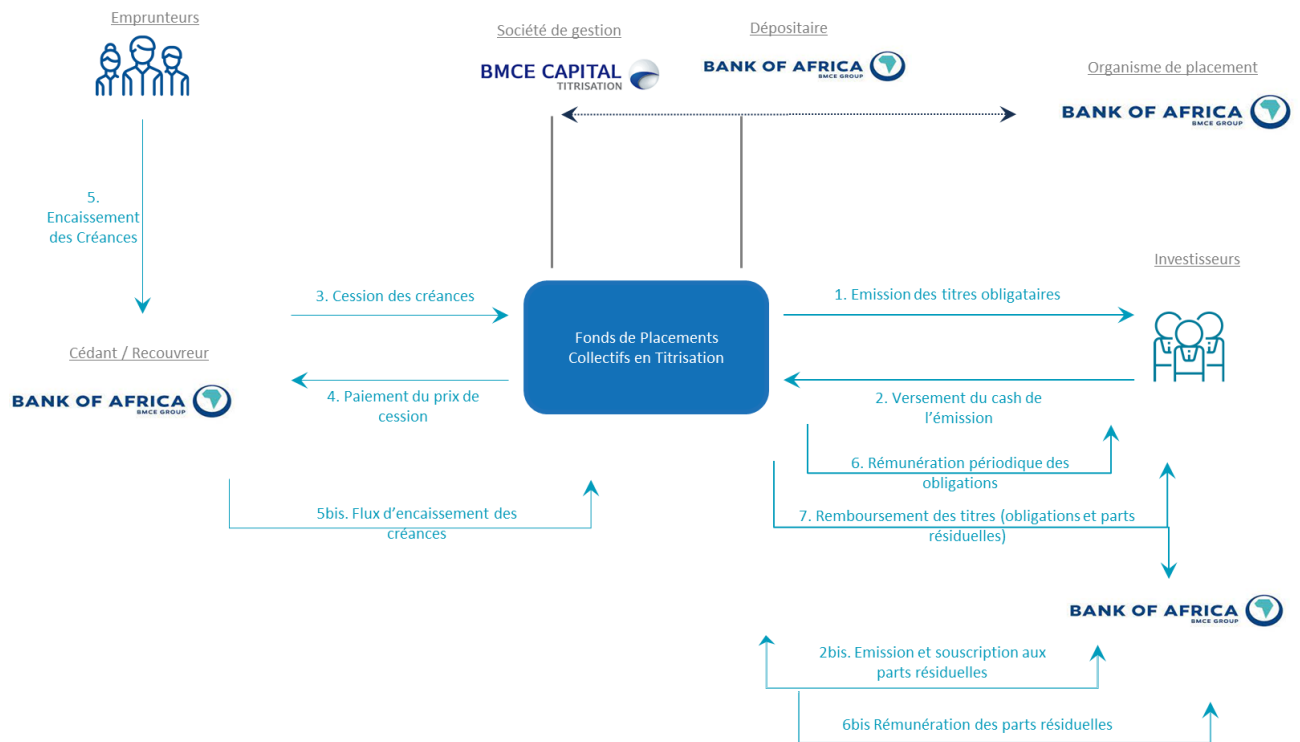 Emprunteurs
Société de gestion
BMCE CAPITAL
TITRISATION
Dépositaire
BANK OF AFRICA
BMCE GROUP
Organisme de placement
BANK OF AFRICA
BMCE GROUP
5.
Encaissement
des Créances
Investisseurs
3. Cession des créances
1. Emission des titres obligataires
Fonds de Placements
Collectifs en Titrisation
Cédant / Recouvreur
BANK OF AFRICA
BMCE GROUP
4. Paiement du prix de
cession
2. Versement du cash de
l’émission
6. Rémunération périodique des
obligations
5bis. Flux d’encaissement des
créances
7. Remboursement des titres (obligations et parts
résiduelles)
BANK OF AFRICA
BMCE GROUP
2bis. Emission et souscription aux
parts résiduelles
6bis Rémunération des parts résiduelles